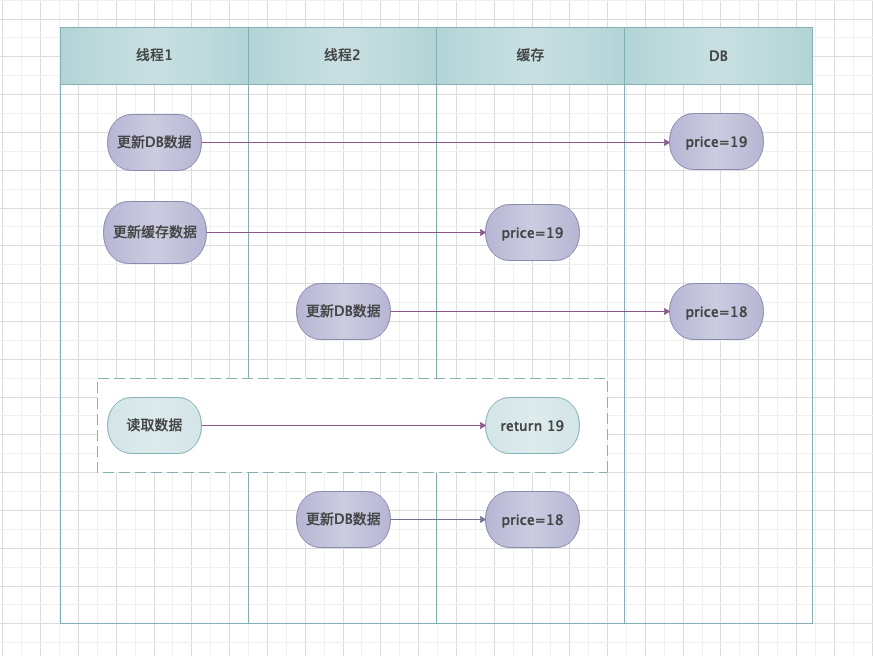 线程1
线程2
缓存
DB
更新DB数据
price=19
更新缓存数据
price=19
更新DB数据
price=18
读取数据
return 19
更新DB数据
price=18